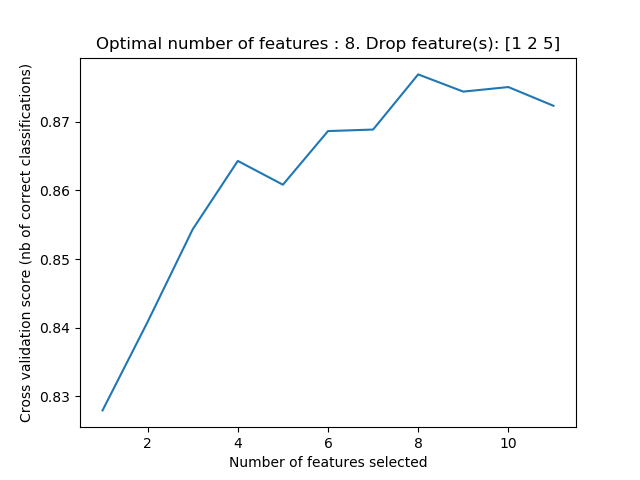 Optimal number of features : 8. Drop feature(s): [1 2 5]
Cross validation score (nb of correct classifications)
0.87
0.86
0.85
0.84
0.83
2 4 6 8 10
Number of features selected